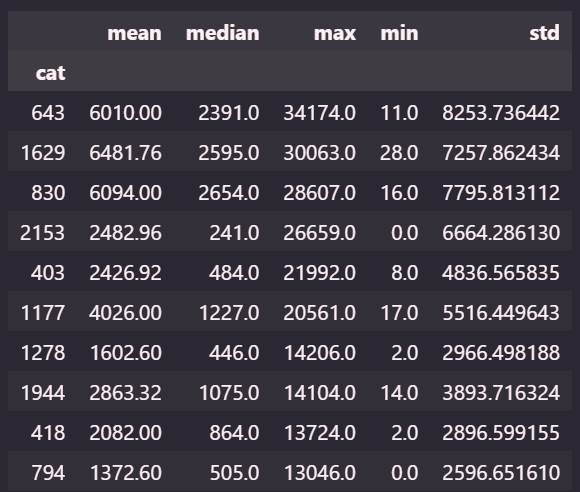 mean median max min std
cat
643 6010.00 2391.0 34174.0 11.0 8253.736442
1629 6481.76 2595.0 30063.0 28.0 7257.862434
830 6094.00 2654.0 28607.0 16.0 7795.813112
2153 2482.96 241.0 26659.0 0.0 6664.286130
403 2426.92 484.0 21992.0 8.0 4836.565835
1177 4026.00 1227.0 20561.0 17.0 5516.449643
1278 1602.60 446.0 14206.0 2.0 2966.498188
1944 2863.32 1075.0 14104.0 14.0 3893.716324
418 2082.00 864.0 13724.0 2.0 2896.599155
794 1372.60 505.0 13046.0 0.0 2596.651610